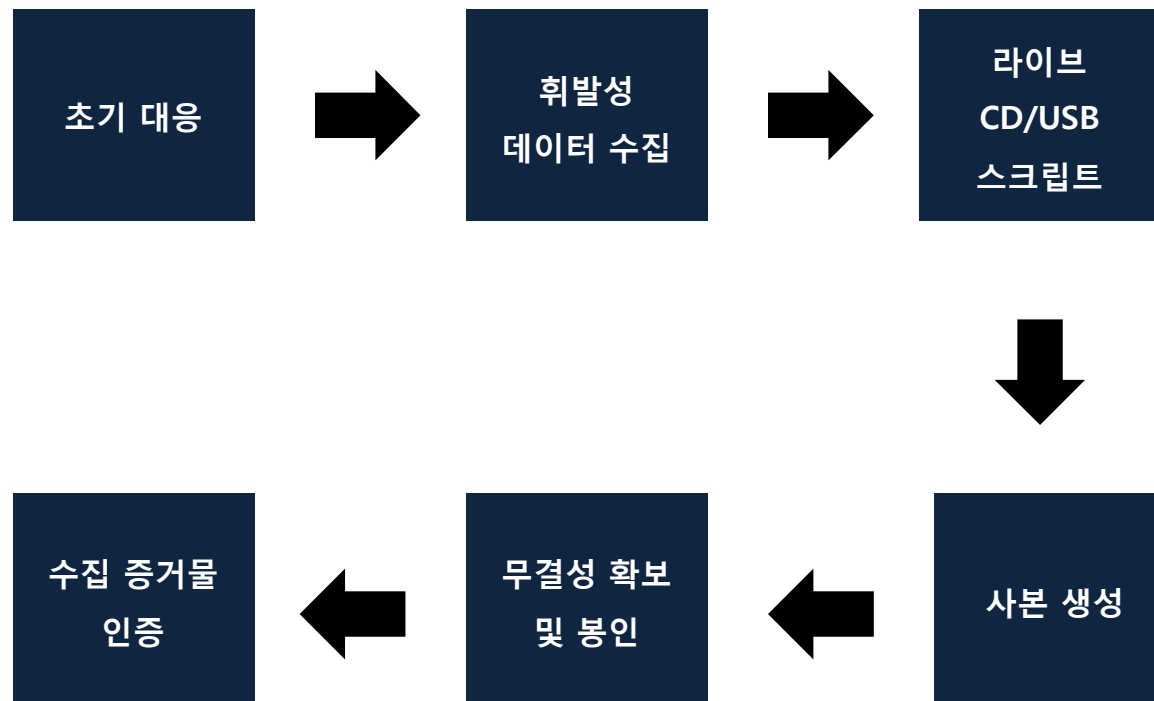 초기 대응
휘발성
데이터 수집
라이브
CD/USB
스크립트
사본 생성
무결성 확보
및 봉인
수집 증거물
인증